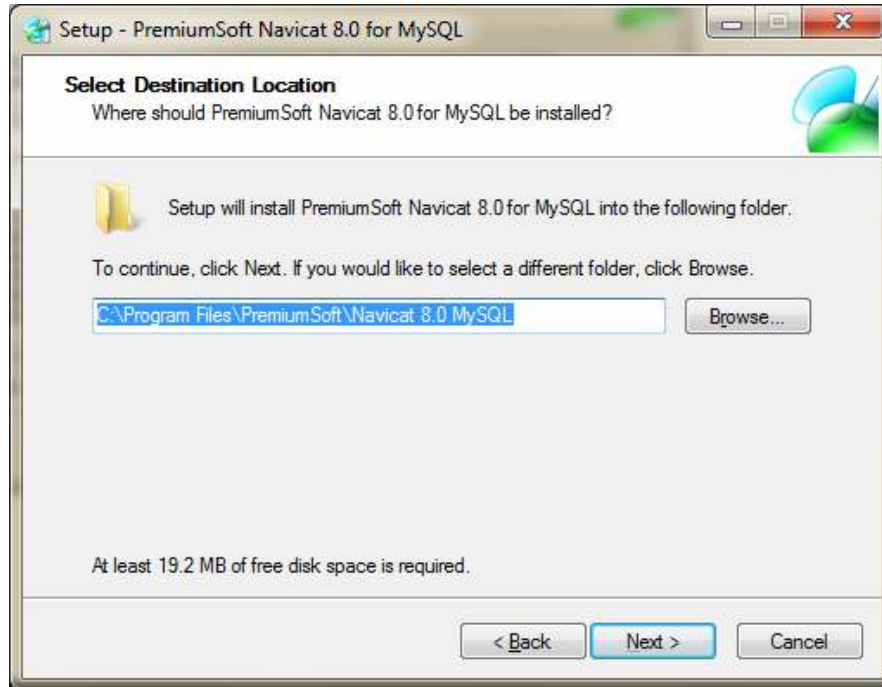 Setup - PremiumSoft Navicat 8.0 for MySQL
Select Destination Location
Where should PremiumSoft Navicat 8.0 for MySQL be installed?
Setup will install PremiumSoft Navicat 8.0 for MySQL into the following folder.
To continue, click Next. If you would like to select a different folder, click Browse.
C:\Program Files\PremiumSoft\Navicat 8.0 MySQL
Browse...
At least 19.2 MB of free disk space is required.
< Back Next > Cancel